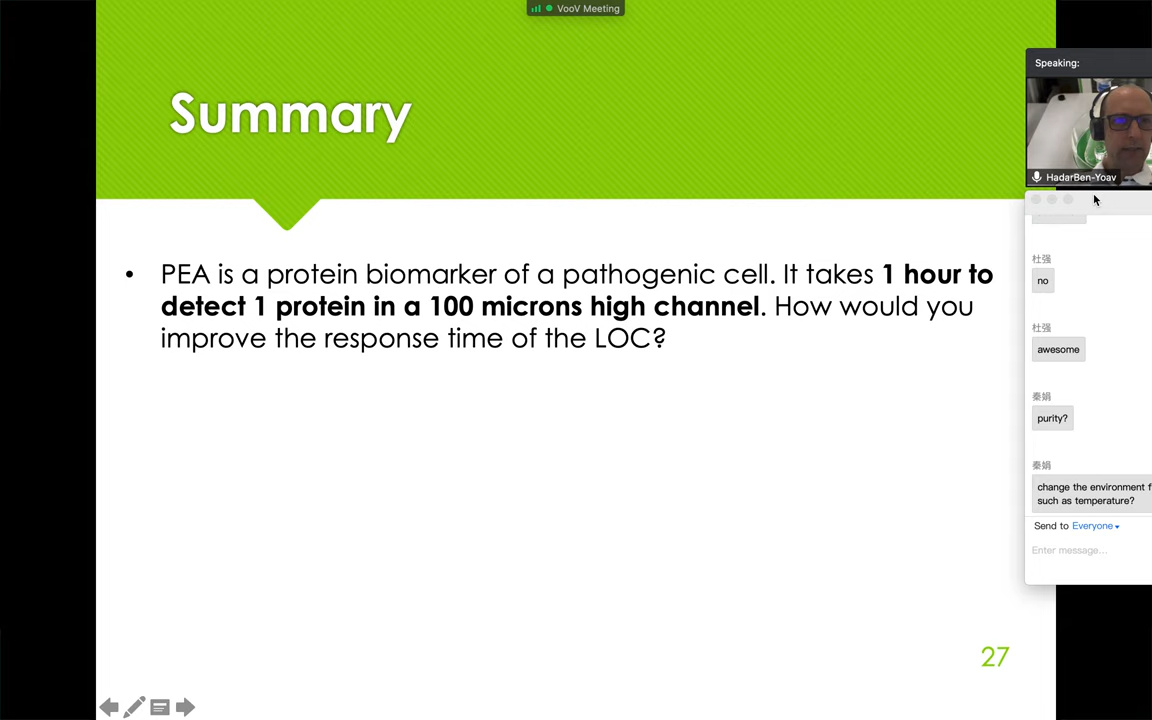 VooV Meeting
Summary
Speaking:
HadarBen-Yoav
• PEA is a protein biomarker of a pathogenic cell. It takes 1 hour to
detect 1 protein in a 100 microns high channel. How would you
improve the response time of the LOC?
杜强
no
杜强
awesome
秦娟
purity?
秦娟
change the environment f
such as temperature?
Send to Everyone
Enter message...
27